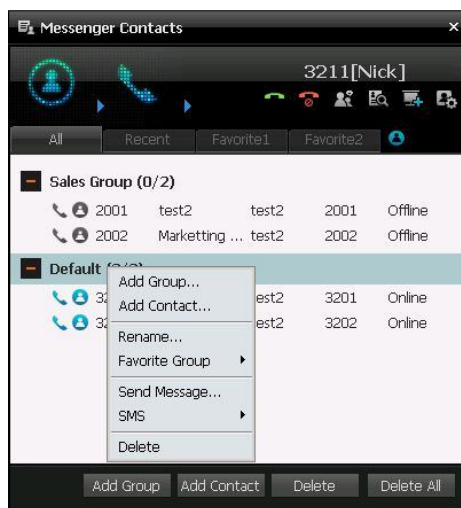 Messenger Contacts
3211[Nick]
All Recent Favorite1 Favorite2
Sales Group (0/2)
2001 test2 test2 2001 Offline
2002 Marketting ... test2 2002 Offline
Default
est2 3201 Online
est2 3202 Online
Add Group...
Add Contact...
Rename...
Favorite Group
Send Message...
SMS
Delete
Add Group Add Contact Delete Delete All